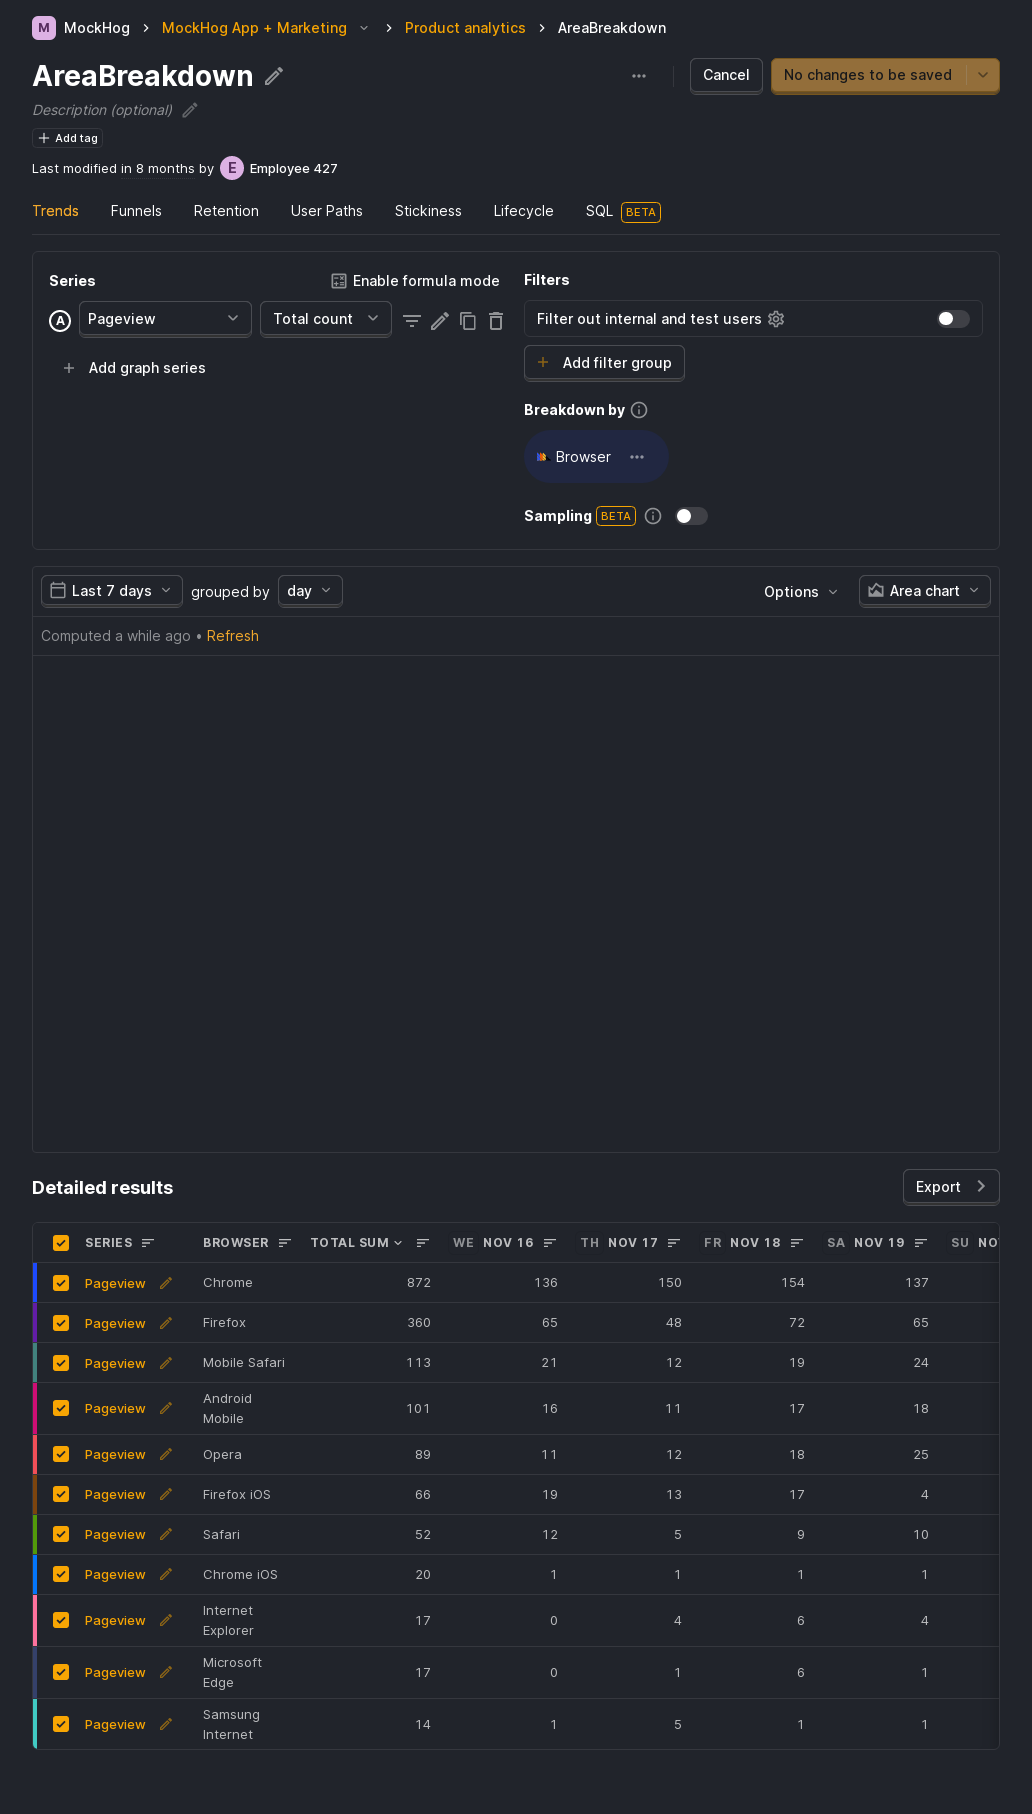 M MockHog MockHog App + Marketing Product analytics AreaBreakdown
AreaBreakdown
Cancel No changes to be saved
Description (optional)
Add tag
Last modified in 8 months by E Employee 427
Trends Funnels Retention User Paths Stickiness Lifecycle SQL BETA
Series Enable formula mode
A Pageview Total count
Add graph series
Filters
Filter out internal and test users
Add filter group
Breakdown by
Browser
Sampling BETA
Last 7 days grouped by day Options Area chart
Computed a while ago • Refresh
Detailed results Export
SERIES BROWSER TOTAL SUM WE NOV 16 TH NOV 17 FR NOV 18 SA NOV 19 SU
Pageview Chrome 872 136 150 154 137
Pageview Firefox 360 65 48 72 65
Pageview Mobile Safari 113 21 12 19 24
Pageview Android Mobile 101 16 11 17 18
Pageview Opera 89 11 12 18 25
Pageview Firefox iOS 66 19 13 17 4
Pageview Safari 52 12 5 9 10
Pageview Chrome iOS 20 1 1 1 1
Pageview Internet Explorer 17 0 4 6 4
Pageview Microsoft Edge 17 0 1 6 1
Pageview Samsung Internet 14 1 5 1 1